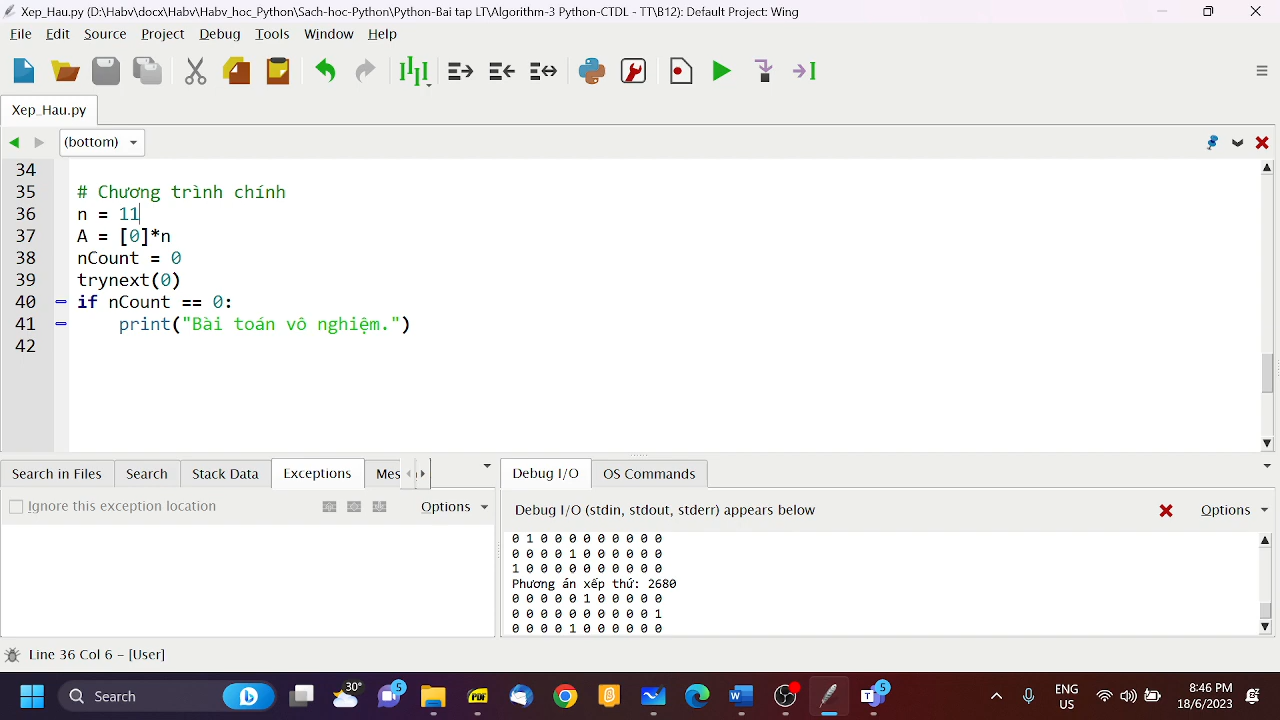 Xep_Hau.py (D:\Habv\docx\Habv\Habv_hoc_Python\Sach-hoc-Python\Python-Bai tap LT\Algorithm-3 Python-CTDL - TT\B12): Default Project: Wing
File Edit Source Project Debug Tools Window Help
Xep_Hau.py
(bottom)
34
35 # Chương trình chính
36 n = 11
37 A = [0]*n
38 nCount = 0
39 trynext(0)
40 if nCount == 0:
41 print("Bài toán vô nghiệm.")
42
Search in Files Search Stack Data Exceptions Mes
Ignore this exception location Options
Debug I/O OS Commands
Debug I/O (stdin, stdout, stderr) appears below Options
0 1 0 0 0 0 0 0 0 0 0
0 0 0 0 1 0 0 0 0 0 0
1 0 0 0 0 0 0 0 0 0 0
Phương án xếp thứ: 2680
0 0 0 0 0 1 0 0 0 0 0
0 0 0 0 0 0 0 0 0 0 1
0 0 0 0 1 0 0 0 0 0 0
Line 36 Col 6 – [User]
Search 30° 5 PDF 5 ENG US 8:46 PM 18/6/2023